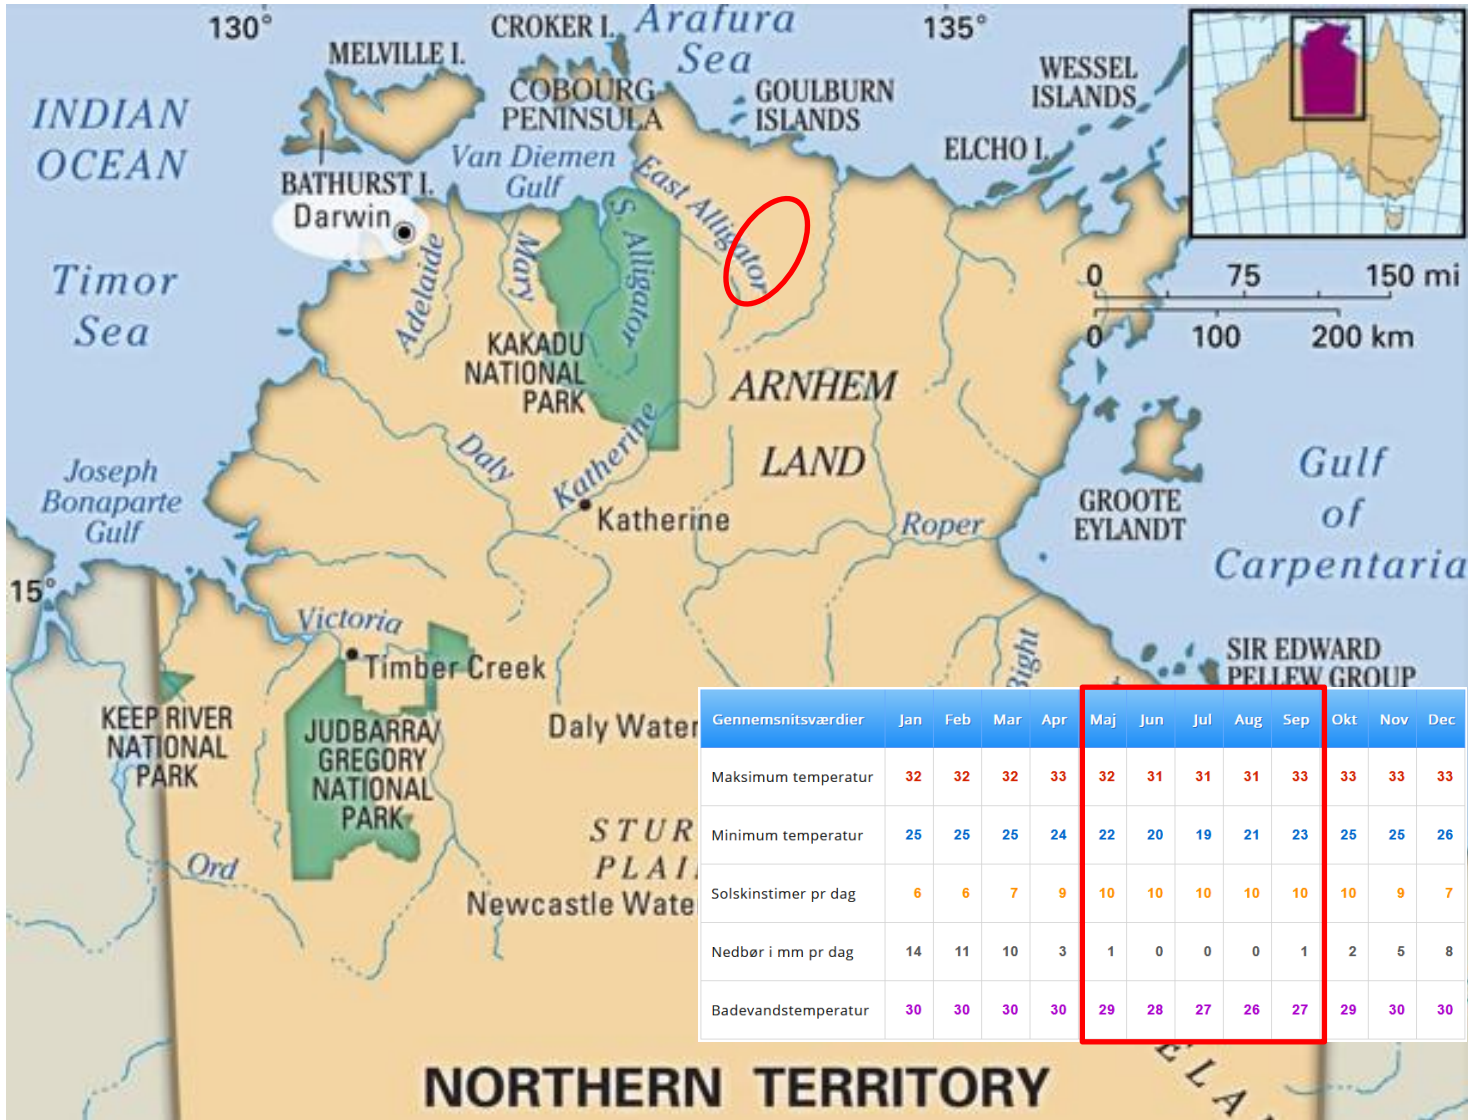 130°
135°
CROKER I.
Arafura
Sea
MELVILLE I.
WESSEL
ISLANDS
INDIAN
OCEAN
COBOURG
PENINSULA
GOULBURN
ISLANDS
ELCHO I.
Van Diemen
Gulf
BATHURST I.
Darwin
East Alligator
S. Alligator
Mary
Adelaide
Timor
Sea
0 75 150 mi
0 100 200 km
KAKADU
NATIONAL
PARK
ARNHEM
LAND
Daly
Katherine
Katherine
Joseph
Bonaparte
Gulf
Roper
GROOTE
EYLANDT
Gulf
of
Carpentaria
15°
Victoria
Timber Creek
SIR EDWARD
PELLEW GROUP
KEEP RIVER
NATIONAL
PARK
JUDBARRA/
GREGORY
NATIONAL
PARK
Daly Water
STUR
PLAI
Newcastle Wate
Ord
Gennemsnitsværdier Jan Feb Mar Apr Maj Jun Jul Aug Sep Okt Nov Dec
Maksimum temperatur 32 32 32 33 32 31 31 31 33 33 33 33
Minimum temperatur 25 25 25 24 22 20 19 21 23 25 25 26
Solskinstimer pr dag 6 6 7 9 10 10 10 10 10 10 9 7
Nedbør i mm pr dag 14 11 10 3 1 0 0 0 1 2 5 8
Badevandstemperatur 30 30 30 30 29 28 27 26 27 29 30 30
NORTHERN TERRITORY